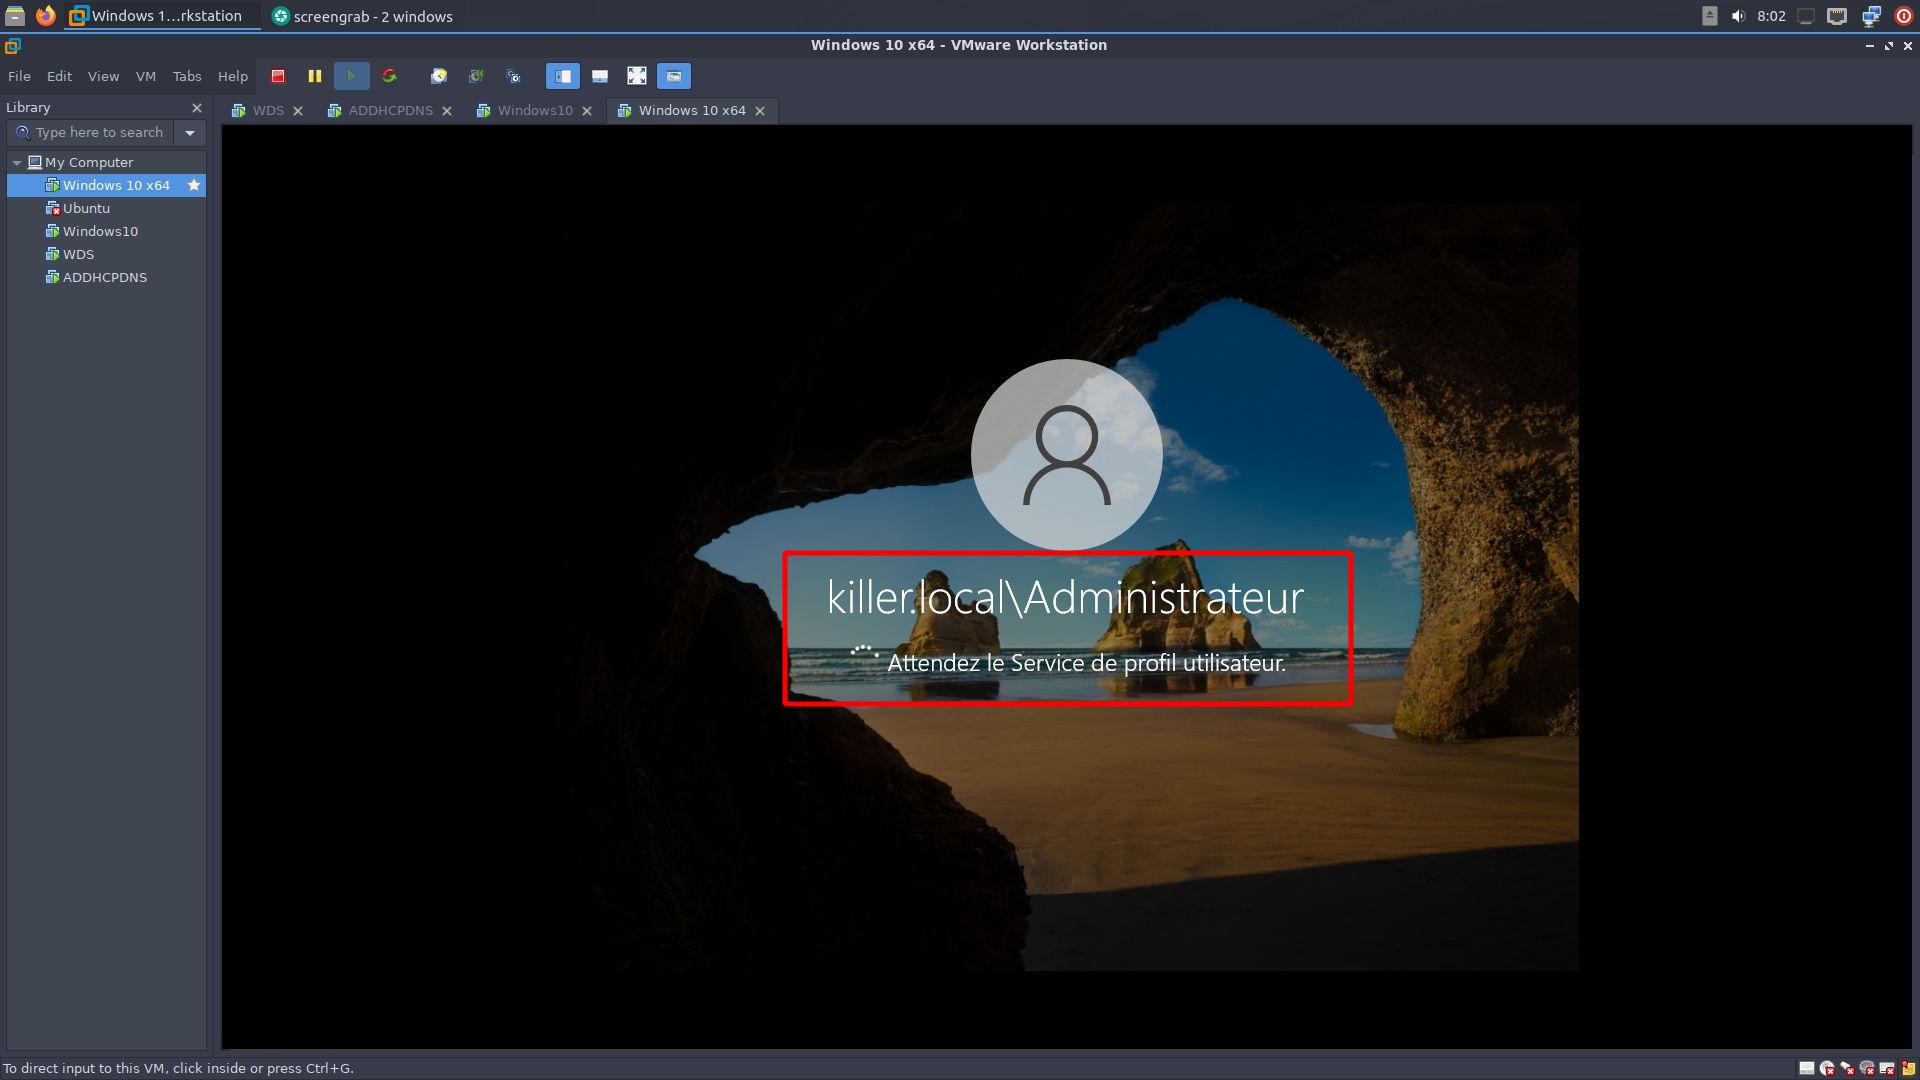 Windows 1...rkstation
screengrab - 2 windows
8:02
Windows 10 x64 - VMware Workstation
File Edit View VM Tabs Help
Library
WDS
ADDHCPDNS
Windows10
Windows 10 x64
Type here to search
My Computer
Windows 10 x64
Ubuntu
Windows10
WDS
ADDHCPDNS
killer.local\Administrateur
Attendez le Service de profil utilisateur.
To direct input to this VM, click inside or press Ctrl+G.